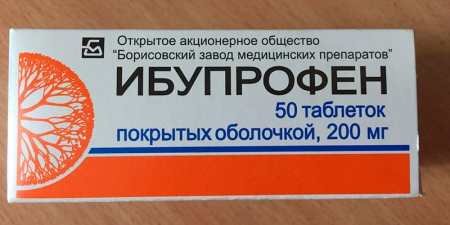 Открытое акционерное общество
"Борисовский завод медицинских препаратов"
ИБУПРОФЕН
50 таблеток
покрытых оболочкой, 200 мг